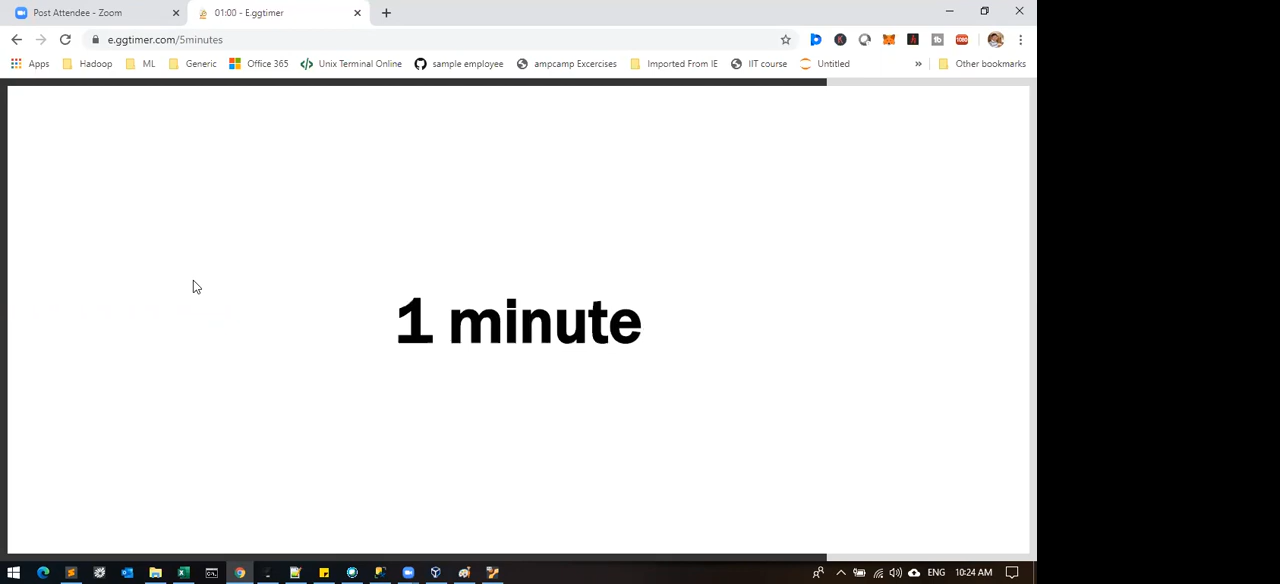 Post Attendee - Zoom
01:00 - E.ggtimer
e.ggtimer.com/5minutes
Apps Hadoop ML Generic Office 365 Unix Terminal Online sample employee ampcamp Excercises Imported From IE IIT course Untitled » Other bookmarks
1 minute
ENG 10:24 AM